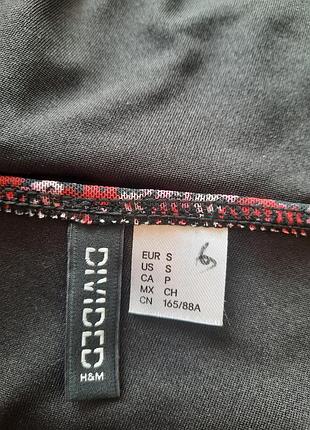 DIVIDED
H&M
EUR S
US S
CA P
MX CH
CN 165/88A
6